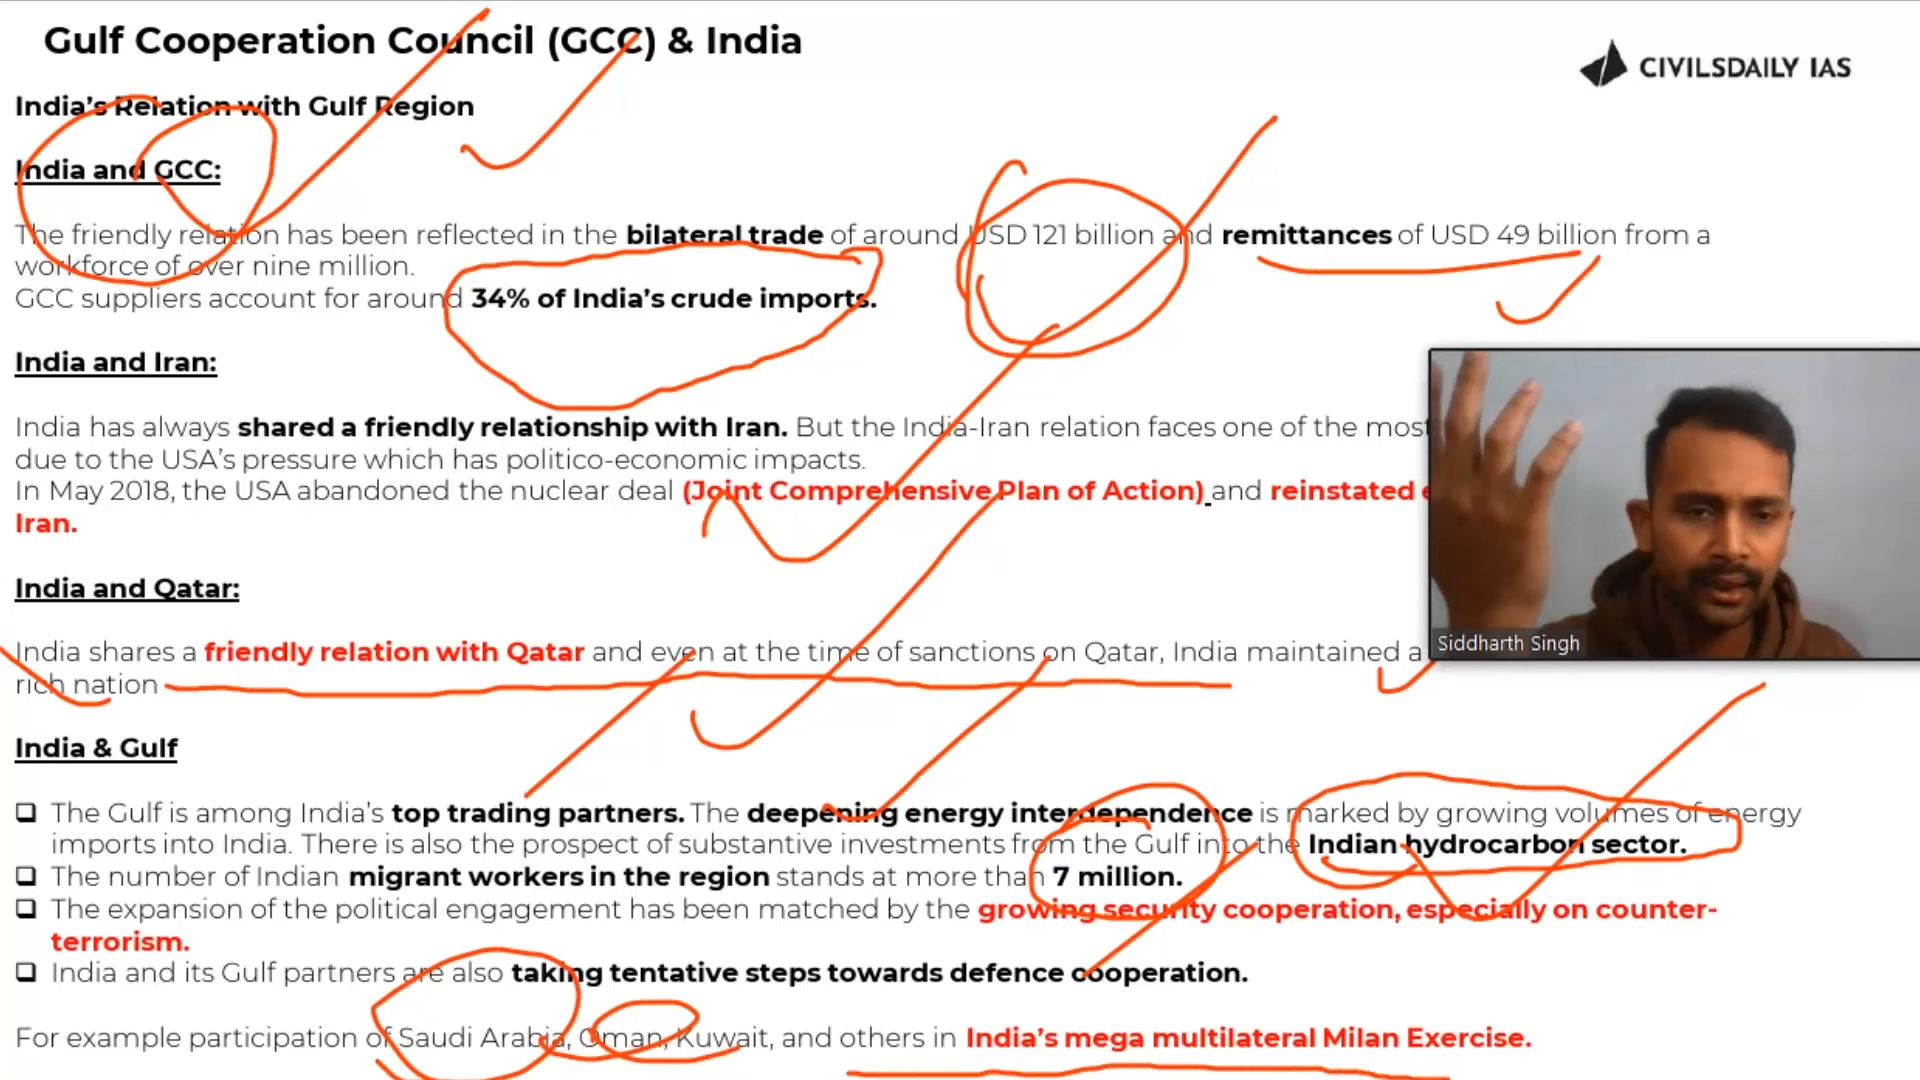 Gulf Cooperation Council (GCC) & India
CIVILSDAILY IAS
India's Relation with Gulf Region
India and GCC:
The friendly relation has been reflected in the bilateral trade of around USD 121 billion and remittances of USD 49 billion from a
workforce of over nine million.
GCC suppliers account for around 34% of India's crude imports.
India and Iran:
India has always shared a friendly relationship with Iran. But the India-Iran relation faces one of the most
due to the USA's pressure which has politico-economic impacts.
In May 2018, the USA abandoned the nuclear deal (Joint Comprehensive Plan of Action) and reinstated
Iran.
Siddharth Singh
India and Qatar:
India shares a friendly relation with Qatar and even at the time of sanctions on Qatar, India maintained a
rich nation
India & Gulf
❑ The Gulf is among India's top trading partners. The deepening energy interdependence is marked by growing volumes of energy
imports into India. There is also the prospect of substantive investments from the Gulf into the Indian hydrocarbon sector.
❑ The number of Indian migrant workers in the region stands at more than 7 million.
❑ The expansion of the political engagement has been matched by the growing security cooperation, especially on counter-
terrorism.
❑ India and its Gulf partners are also taking tentative steps towards defence cooperation.
For example participation of Saudi Arabia, Oman, Kuwait, and others in India's mega multilateral Milan Exercise.